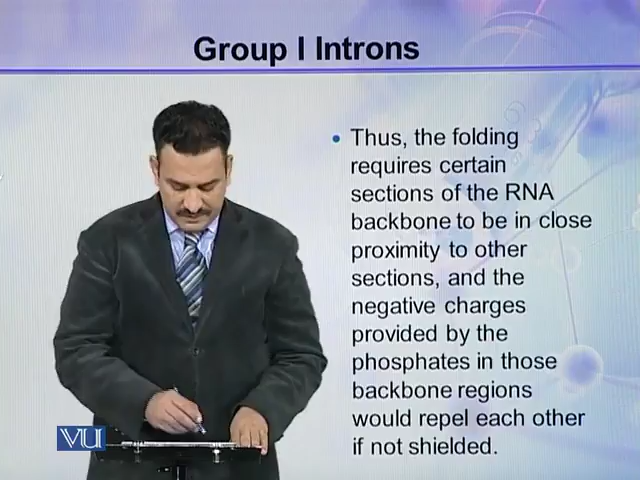 Group I Introns
• Thus, the folding
requires certain
sections of the RNA
backbone to be in close
proximity to other
sections, and the
negative charges
provided by the
phosphates in those
backbone regions
would repel each other
if not shielded.
VU